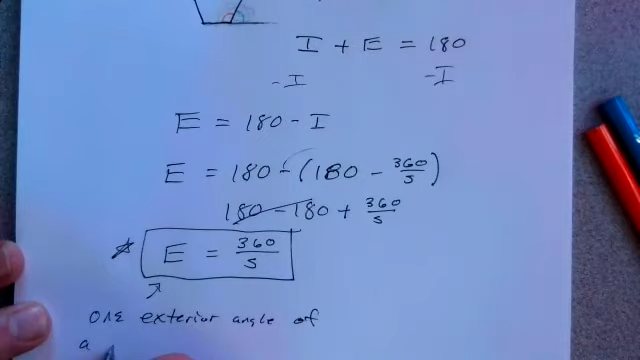 I + E = 180
-I -I
E = 180 - I
E = 180 - (180 - 360/s)
180 - 180 + 360/s
E = 360/s
one exterior angle of
a